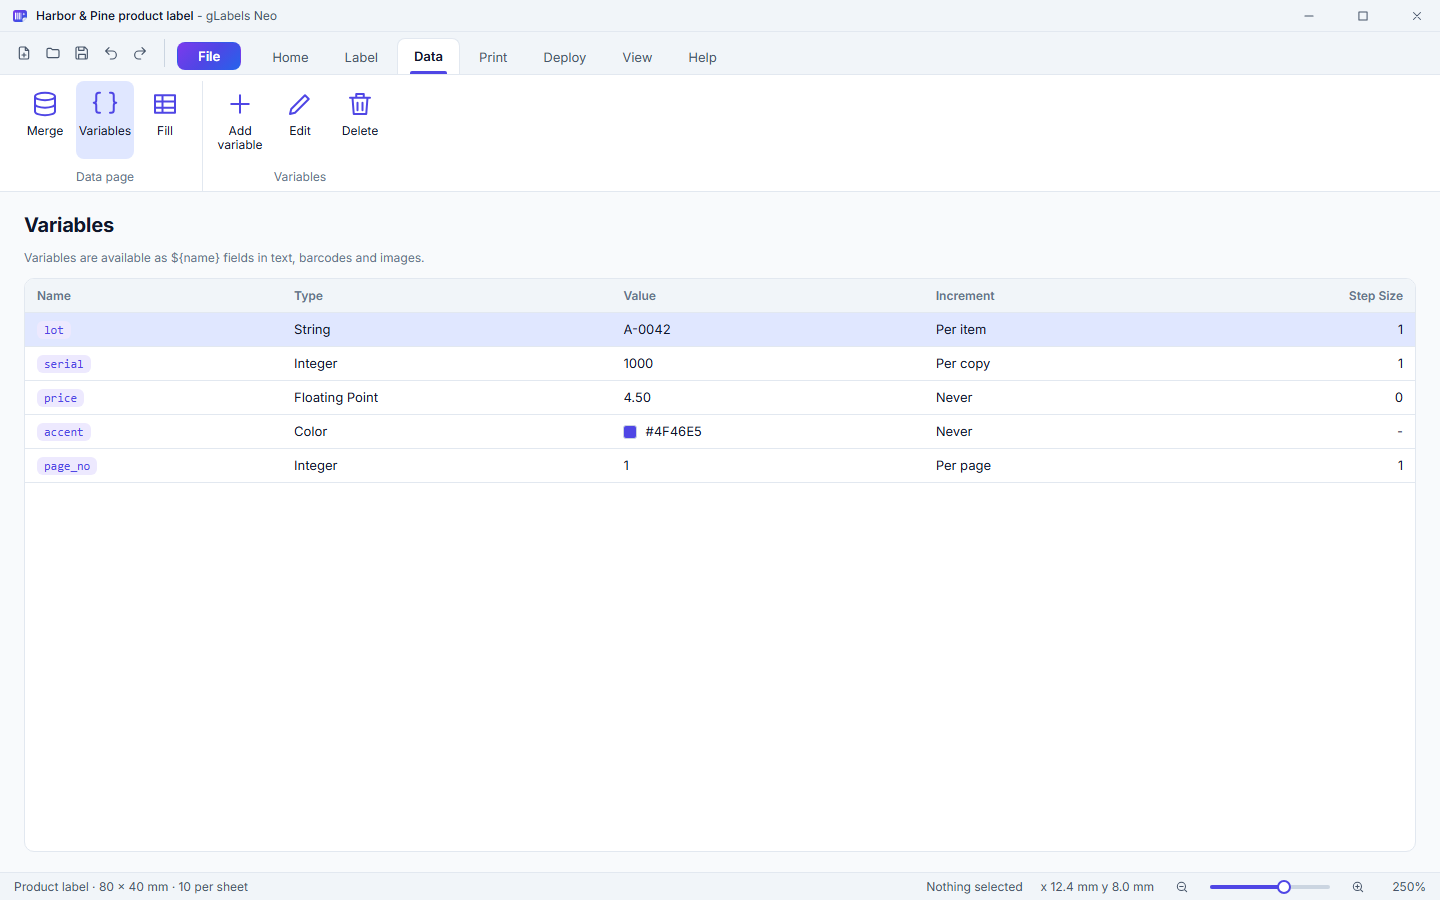 Harbor & Pine product label - gLabels Neo
File
Home
Label
Data
Print
Deploy
View
Help
Merge
Variables
Fill
Add variable
Edit
Delete
Data page
Variables
Variables
Variables are available as ${name} fields in text, barcodes and images.
Name Type Value Increment Step Size
lot String A-0042 Per item 1
serial Integer 1000 Per copy 1
price Floating Point 4.50 Never 0
accent Color #4F46E5 Never -
page_no Integer 1 Per page 1
Product label · 80 × 40 mm · 10 per sheet
Nothing selected
x 12.4 mm y 8.0 mm
250%